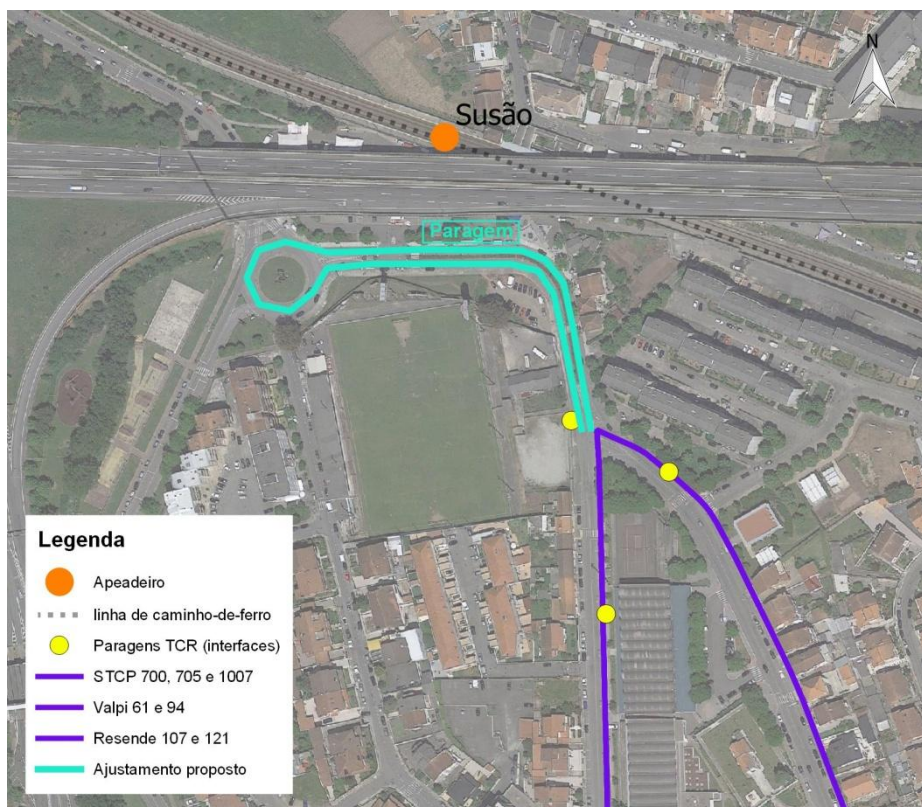 N
Susão
Paragem
Legenda
Apeadeiro
linha de caminho-de-ferro
Paragens TCR (interfaces)
STCP 700, 705 e 1007
Valpi 61 e 94
Resende 107 e 121
Ajustamento proposto